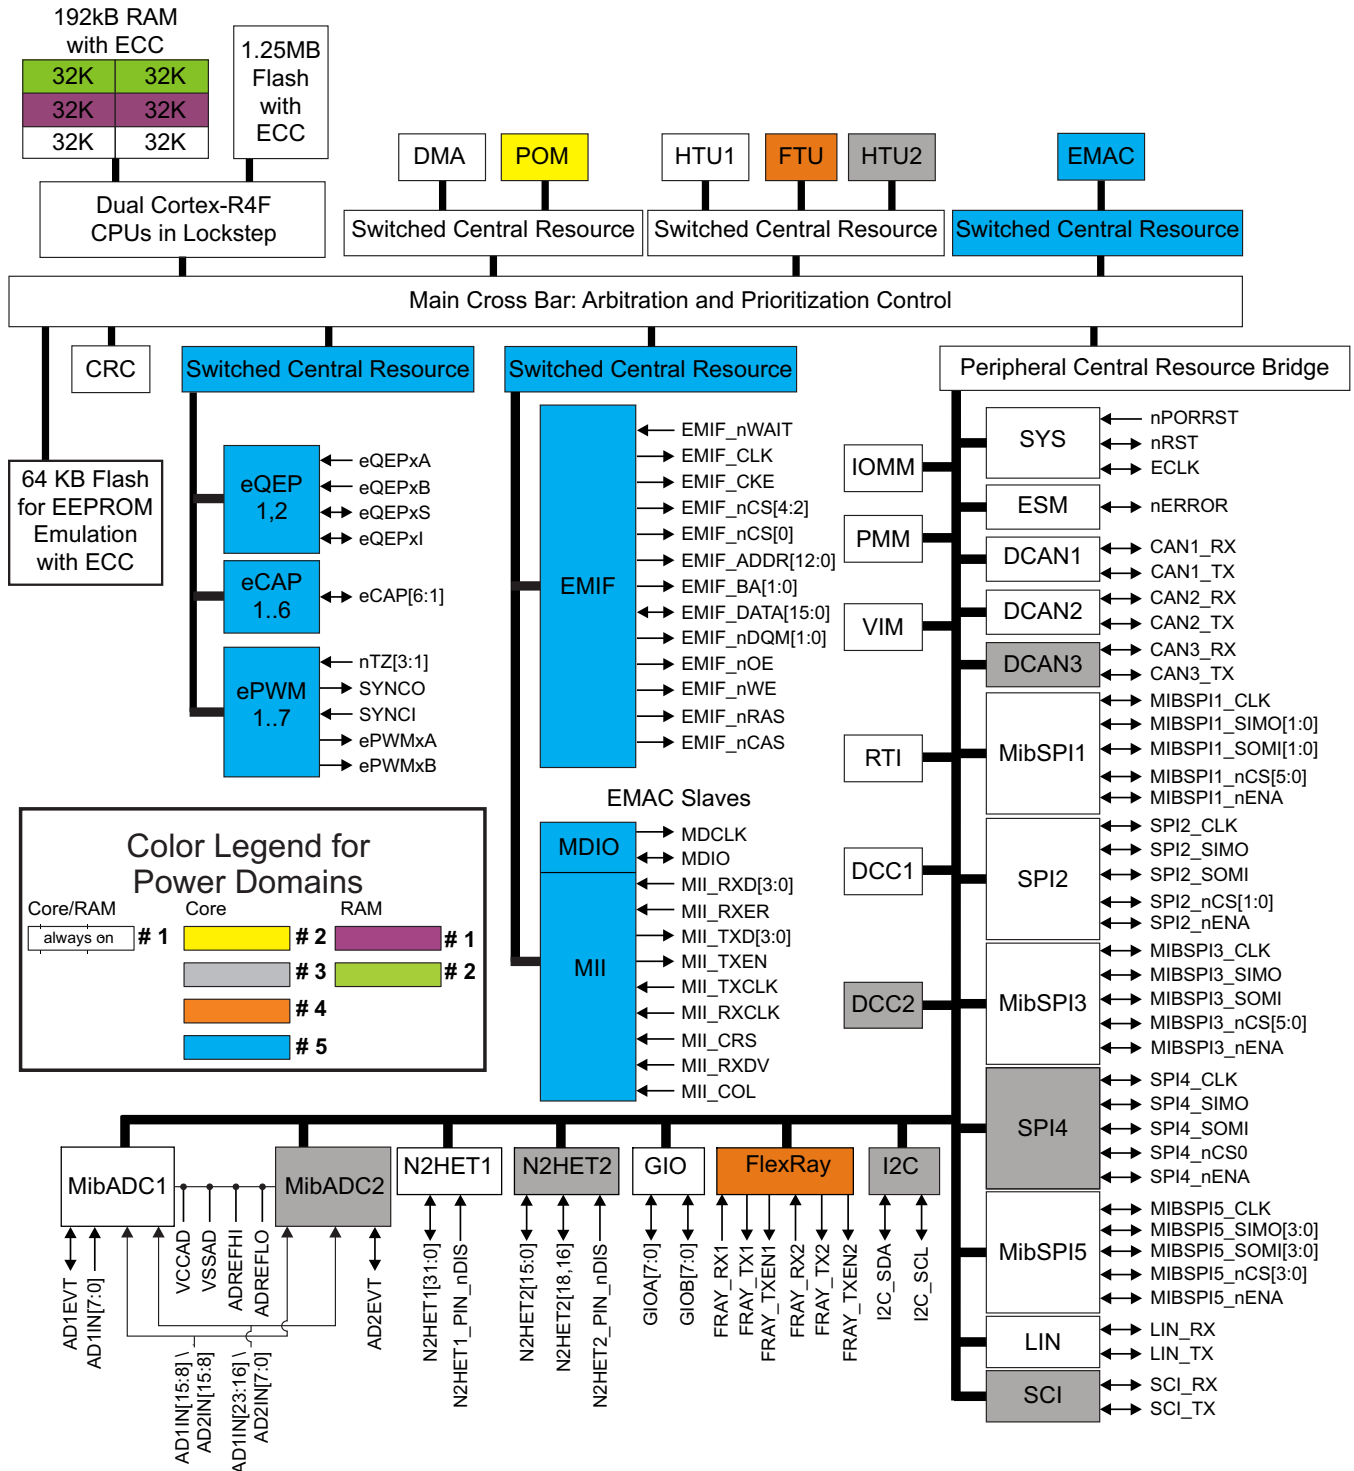 192kB RAM
with ECC
32K 32K
32K 32K
32K 32K
1.25MB
Flash
with
ECC
DMA
POM
HTU1
FTU
HTU2
EMAC
Dual Cortex-R4F
CPUs in Lockstep
Switched Central Resource
Switched Central Resource
Switched Central Resource
Main Cross Bar: Arbitration and Prioritization Control
CRC
Switched Central Resource
Switched Central Resource
Peripheral Central Resource Bridge
64 KB Flash
for EEPROM
Emulation
with ECC
eQEP
1,2
eQEPxA
eQEPxB
eQEPxS
eQEPxI
eCAP
1..6
eCAP[6:1]
ePWM
1..7
nTZ[3:1]
SYNCO
SYNCI
ePWMxA
ePWMxB
EMIF
EMIF_nWAIT
EMIF_CLK
EMIF_CKE
EMIF_nCS[4:2]
EMIF_nCS[0]
EMIF_ADDR[12:0]
EMIF_BA[1:0]
EMIF_DATA[15:0]
EMIF_nDQM[1:0]
EMIF_nOE
EMIF_nWE
EMIF_nRAS
EMIF_nCAS
EMAC Slaves
MDIO
MDCLK
MDIO
MII
MII_RXD[3:0]
MII_RXER
MII_TXD[3:0]
MII_TXEN
MII_TXCLK
MII_RXCLK
MII_CRS
MII_RXDV
MII_COL
IOMM
PMM
VIM
RTI
DCC1
DCC2
SYS
nPORRST
nRST
ECLK
ESM
nERROR
DCAN1
CAN1_RX
CAN1_TX
DCAN2
CAN2_RX
CAN2_TX
DCAN3
CAN3_RX
CAN3_TX
MibSPI1
MIBSPI1_CLK
MIBSPI1_SIMO[1:0]
MIBSPI1_SOMI[1:0]
MIBSPI1_nCS[5:0]
MIBSPI1_nENA
SPI2
SPI2_CLK
SPI2_SIMO
SPI2_SOMI
SPI2_nCS[1:0]
SPI2_nENA
MibSPI3
MIBSPI3_CLK
MIBSPI3_SIMO
MIBSPI3_SOMI
MIBSPI3_nCS[5:0]
MIBSPI3_nENA
SPI4
SPI4_CLK
SPI4_SIMO
SPI4_SOMI
SPI4_nCS0
SPI4_nENA
MibSPI5
MIBSPI5_CLK
MIBSPI5_SIMO[3:0]
MIBSPI5_SOMI[3:0]
MIBSPI5_nCS[3:0]
MIBSPI5_nENA
LIN
LIN_RX
LIN_TX
SCI
SCI_RX
SCI_TX
Color Legend for
Power Domains
Core/RAM Core RAM
always on # 1 # 2 # 1
# 3 # 2
# 4
# 5
MibADC1
MibADC2
N2HET1
N2HET2
GIO
FlexRay
I2C
AD1EVT
AD1IN[7:0]
VCCAD
VSSAD
ADREFHI
ADREFLO
AD2EVT
AD1IN[15:8] \
AD2IN[15:8]
AD1IN[23:16] \
AD2IN[7:0]
N2HET1[31:0]
N2HET1_PIN_nDIS
N2HET2[15:0]
N2HET2[18,16]
N2HET2_PIN_nDIS
GIOA[7:0]
GIOB[7:0]
FRAY_RX1
FRAY_TX1
FRAY_TXEN1
FRAY_RX2
FRAY_TX2
FRAY_TXEN2
I2C_SDA
I2C_SCL